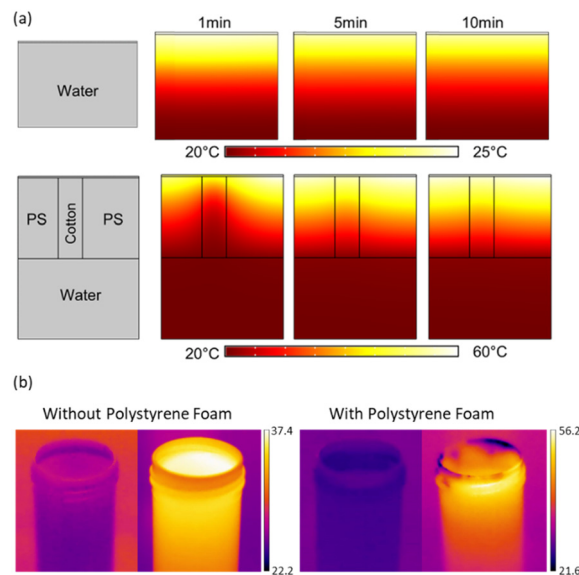 (a)
1min 5min 10min
Water
20°C 25°C
PS Cotton PS
Water
20°C 60°C
(b)
Without Polystyrene Foam With Polystyrene Foam
37.4 56.2
22.2 21.6